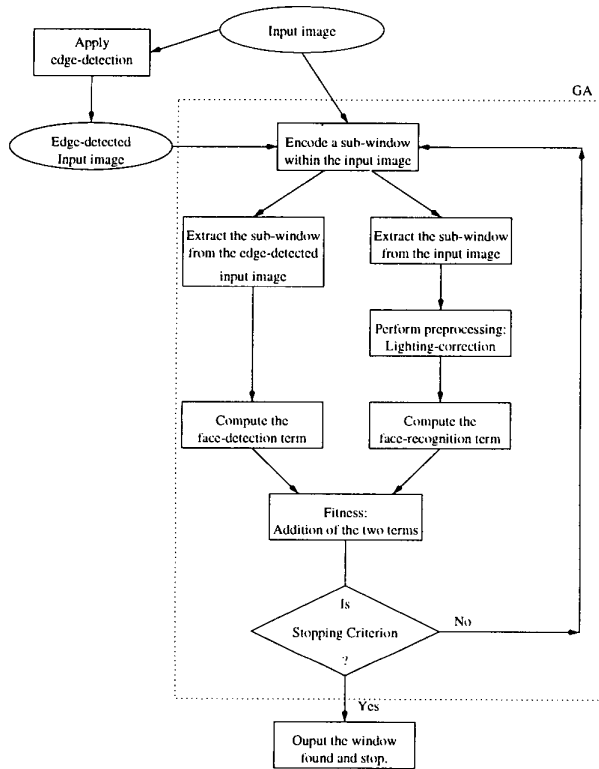 Input image
Apply
edge-detection
GA
Edge-detected
Input image
Encode a sub-window
within the input image
Extract the sub-window
from the edge-detected
input image
Extract the sub-window
from the input image
Perform preprocessing:
Lighting-correction
Compute the
face-detection term
Compute the
face-recognition term
Fitness:
Addition of the two terms
Is
Stopping Criterion
?
No
Yes
Ouput the window
found and stop.